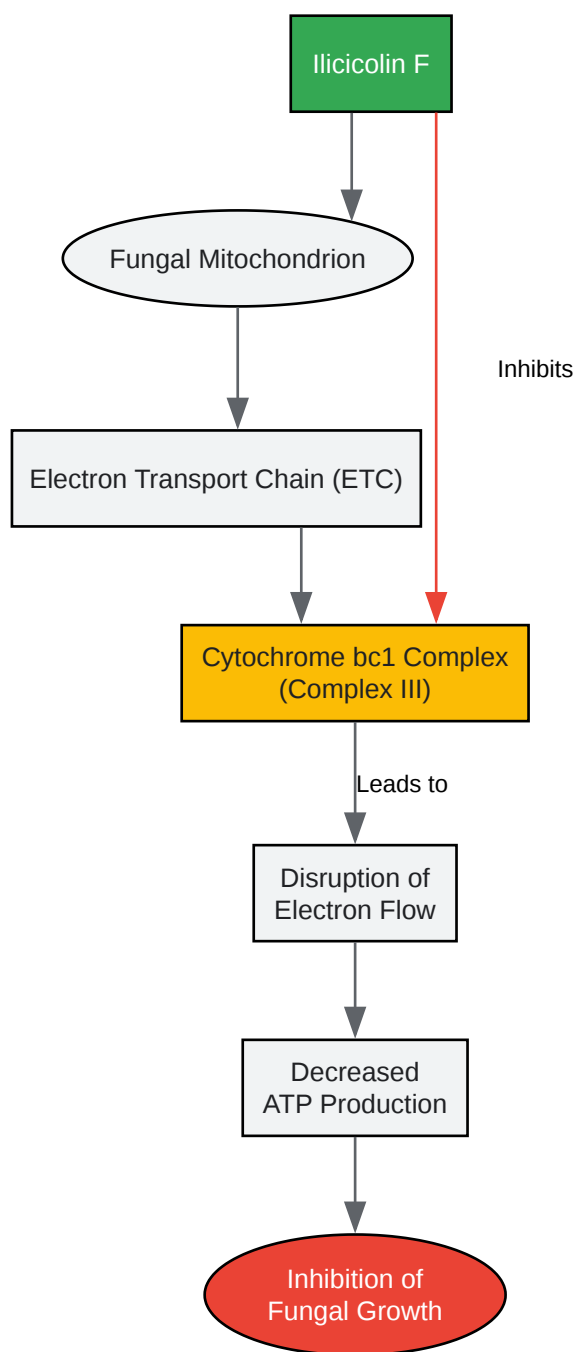 Ilicicolin F
Fungal Mitochondrion
Inhibits
Electron Transport Chain (ETC)
Cytochrome bc1 Complex
(Complex III)
Leads to
Disruption of
Electron Flow
Decreased
ATP Production
Inhibition of
Fungal Growth